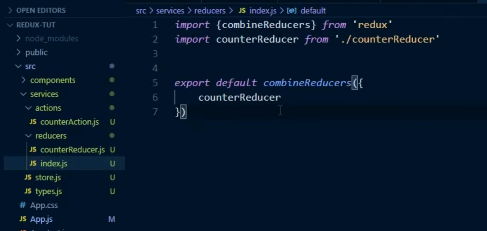 OPEN EDITORS
REDUX-TUT
node_modules
public
src
components
services
actions
JS counterAction.js U
reducers
JS counterReducer.js U
JS index.js U
JS store.js U
JS types.js U
App.css
JS App.js M
src > services > reducers > JS index.js > default
1 import {combineReducers} from 'redux'
2 import counterReducer from './counterReducer'
3
4
5 export default combineReducers({
6 counterReducer
7 })